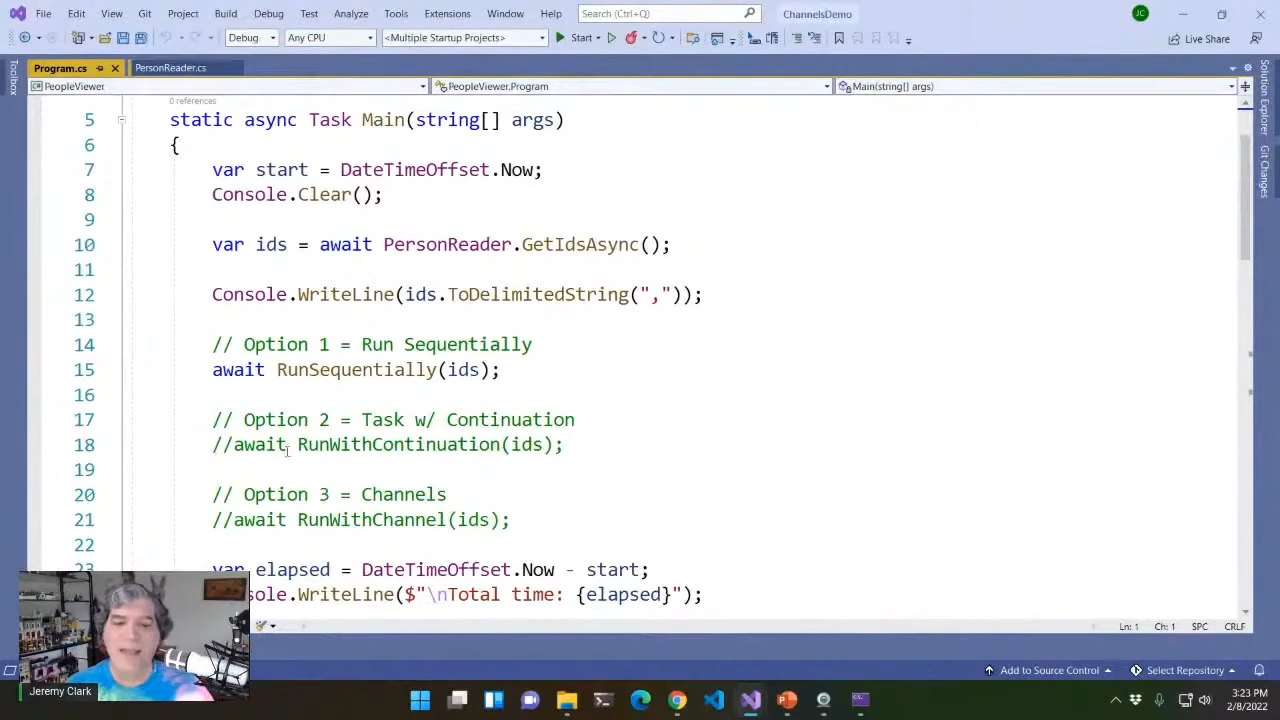 File Edit View Git Project Build Debug Test Analyze Tools Extensions Window Help Search (Ctrl+Q) ChannelsDemo JC
Debug Any CPU <Multiple Startup Projects> Start Live Share
Program.cs PersonReader.cs
PeopleViewer PeopleViewer.Program Main(string[] args)
Toolbox
Solution Explorer
Git Changes
0 references
5 static async Task Main(string[] args)
6 {
7 var start = DateTimeOffset.Now;
8 Console.Clear();
9
10 var ids = await PersonReader.GetIdsAsync();
11
12 Console.WriteLine(ids.ToDelimitedString(","));
13
14 // Option 1 = Run Sequentially
15 await RunSequentially(ids);
16
17 // Option 2 = Task w/ Continuation
18 //await RunWithContinuation(ids);
19
20 // Option 3 = Channels
21 //await RunWithChannel(ids);
22
23 var elapsed = DateTimeOffset.Now - start;
sole.WriteLine($"\nTotal time: {elapsed}");
Ln: 1 Ch: 1 SPC CRLF
Add to Source Control Select Repository
Jeremy Clark
3:23 PM
2/8/2022